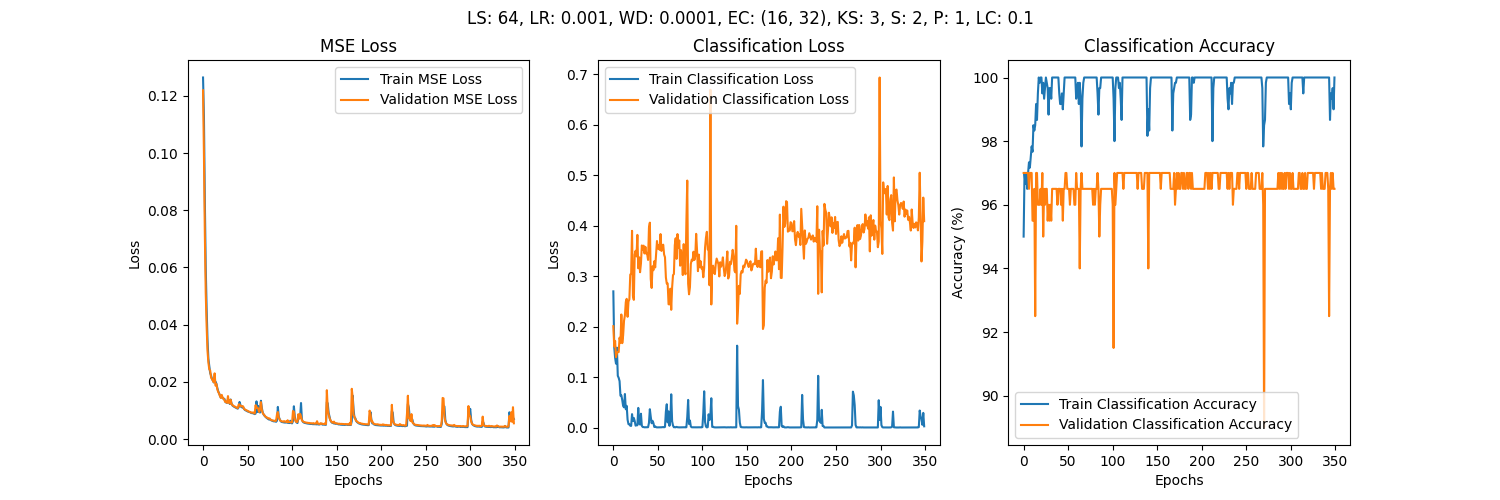 LS: 64, LR: 0.001, WD: 0.0001, EC: (16, 32), KS: 3, S: 2, P: 1, LC: 0.1
MSE Loss
Train MSE Loss
Validation MSE Loss
Loss
0.12
0.10
0.08
0.06
0.04
0.02
0.00
0
50
100
150
200
250
300
350
Epochs
Classification Loss
Train Classification Loss
Validation Classification Loss
Loss
0.7
0.6
0.5
0.4
0.3
0.2
0.1
0.0
0
50
100
150
200
250
300
350
Epochs
Classification Accuracy
Accuracy (%)
100
98
96
94
92
90
Train Classification Accuracy
Validation Classification Accuracy
0
50
100
150
200
250
300
350
Epochs